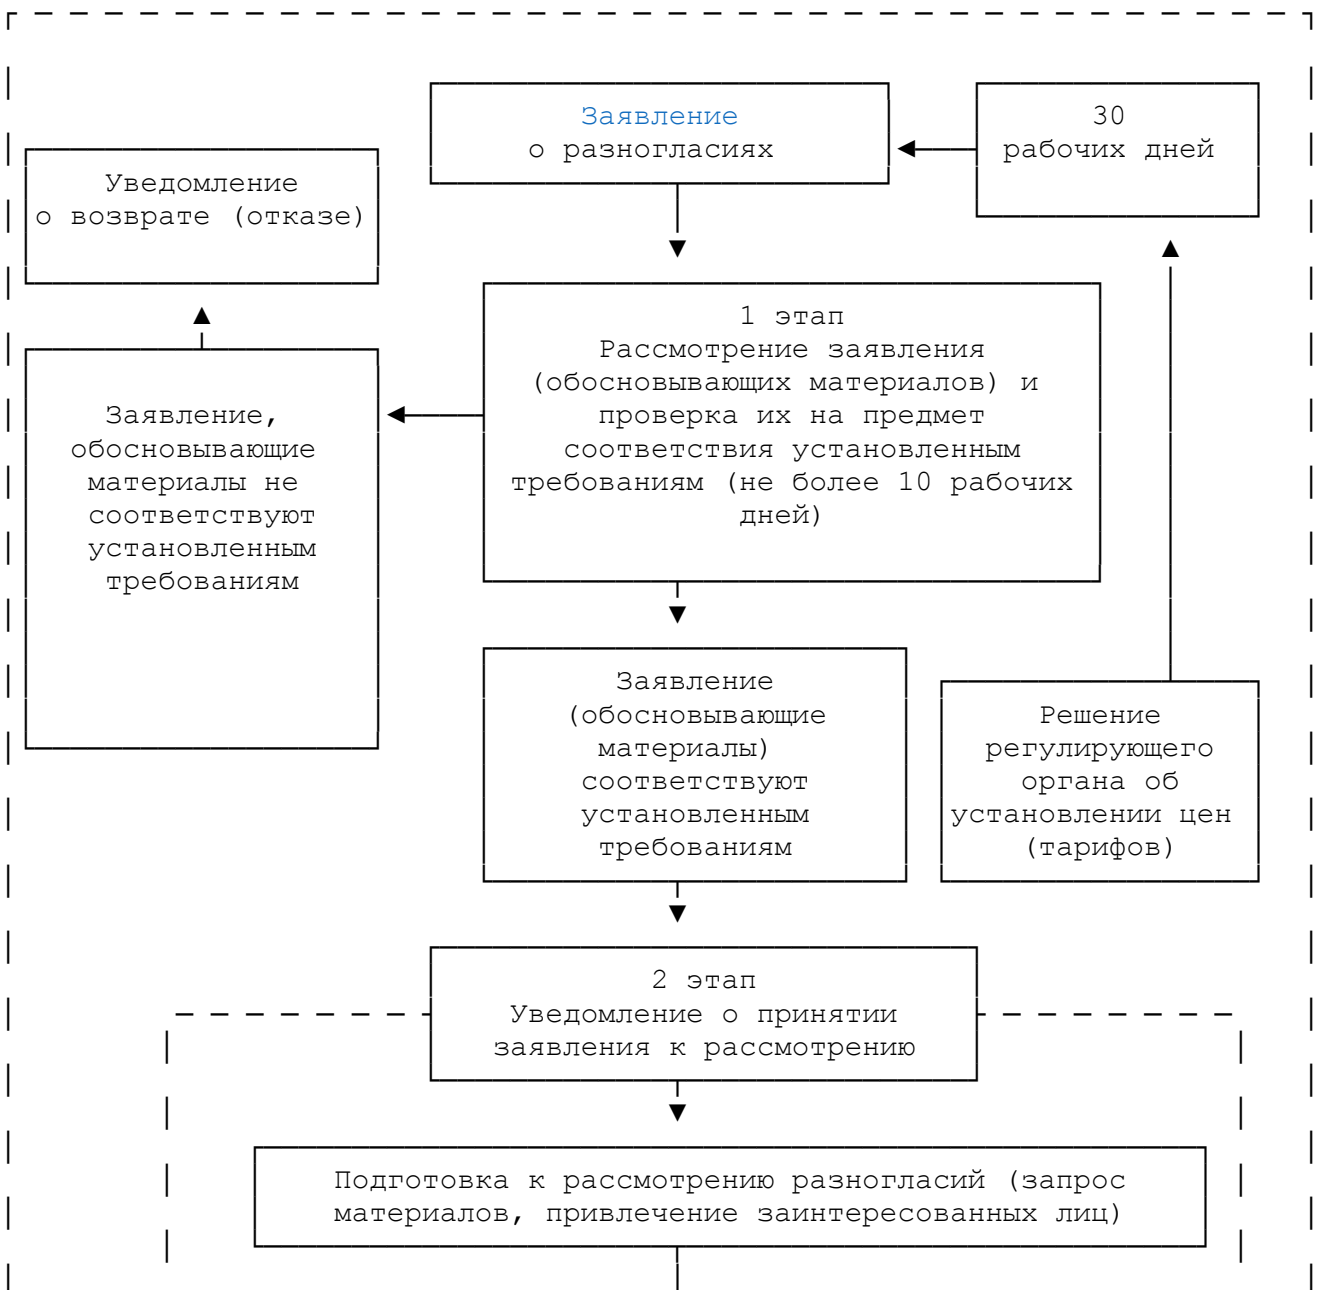 Заявление
о разногласиях
30
рабочих дней
Уведомление
о возврате (отказе)
1 этап
Рассмотрение заявления
(обосновывающих материалов) и
проверка их на предмет
соответствия установленным
требованиям (не более 10 рабочих
дней)
Заявление,
обосновывающие
материалы не
соответствуют
установленным
требованиям
Заявление
(обосновывающие
материалы)
соответствуют
установленным
требованиям
Решение
регулирующего
органа об
установлении цен
(тарифов)
2 этап
Уведомление о принятии
заявления к рассмотрению
Подготовка к рассмотрению разногласий (запрос
материалов, привлечение заинтересованных лиц)